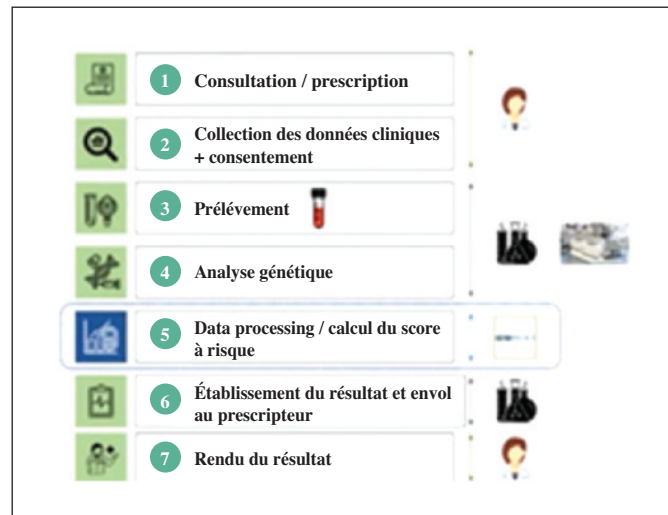 1 Consultation / prescription
2 Collection des données cliniques
+ consentement
3 Prélévement
4 Analyse génétique
5 Data processing / calcul du score
à risque
6 Établissement du résultat et envol
au prescripteur
7 Rendu du résultat